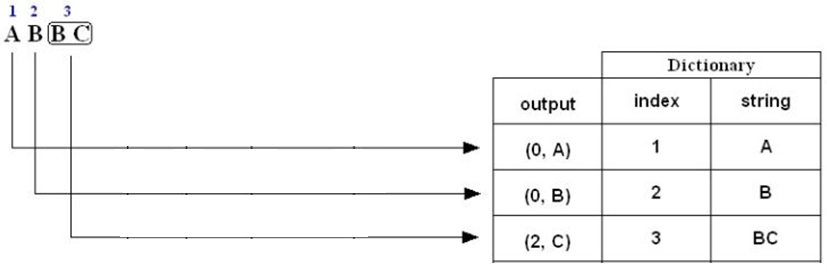 1 2 3
A B B C
Dictionary
output index string
(0, A) 1 A
(0, B) 2 B
(2, C) 3 BC